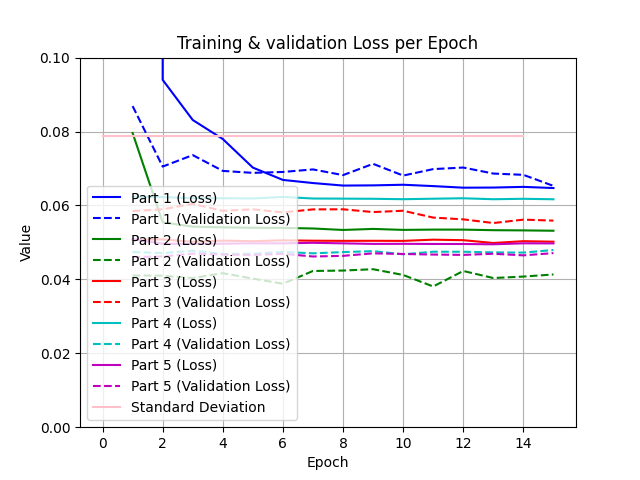 Training & validation Loss per Epoch
0.10
0.08
0.06
0.04
0.02
0.00
Value
Part 1 (Loss)
Part 1 (Validation Loss)
Part 2 (Loss)
Part 2 (Validation Loss)
Part 3 (Loss)
Part 3 (Validation Loss)
Part 4 (Loss)
Part 4 (Validation Loss)
Part 5 (Loss)
Part 5 (Validation Loss)
Standard Deviation
0 2 4 6 8 10 12 14
Epoch